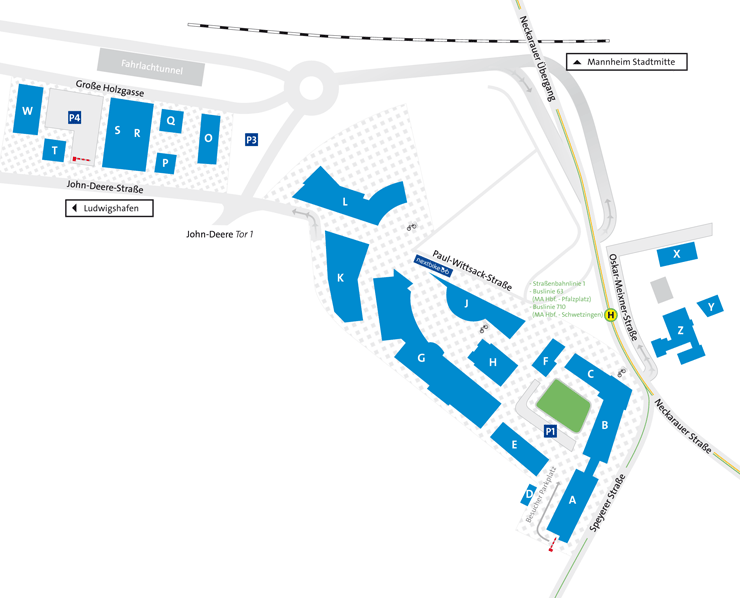 Neckarauer Übergang
Mannheim Stadtmitte
Fahrlachtunnel
Große Holzgasse
W
P4
S
R
Q
O
P3
T
P
John-Deere-Straße
Ludwigshafen
John-Deere Tor 1
L
K
Paul-Wittsack-Straße
nextbike
J
- Straßenbahnlinie 1
- Buslinie 63
(MA Hbf. - Pfalzplatz)
- Buslinie 710
(MA Hbf. - Schwetzingen)
H
Oskar-Meixner-Straße
X
Y
Z
G
H
F
C
B
P1
E
D
A
Besucher Parkplatz
Neckarauer Straße
Speyerer Straße